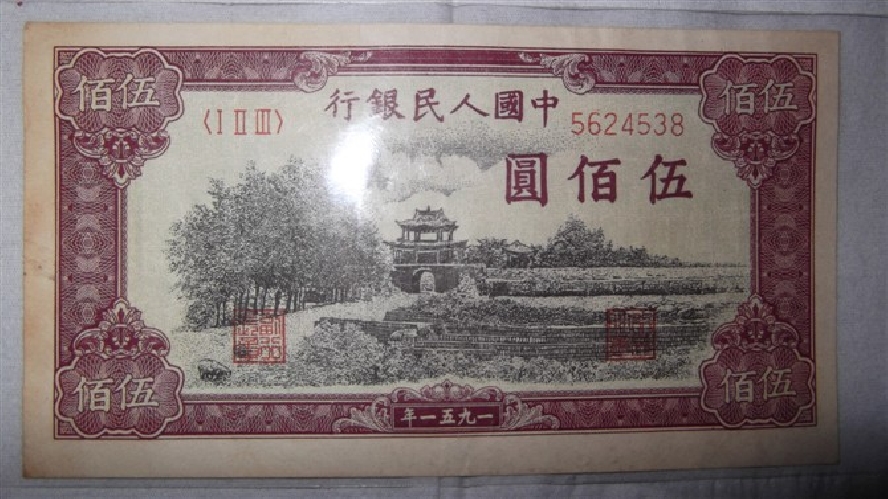 伍佰
伍佰
中國人民銀行
〈I II III〉
5624538
伍佰圓
伍佰
伍佰
一九五一年